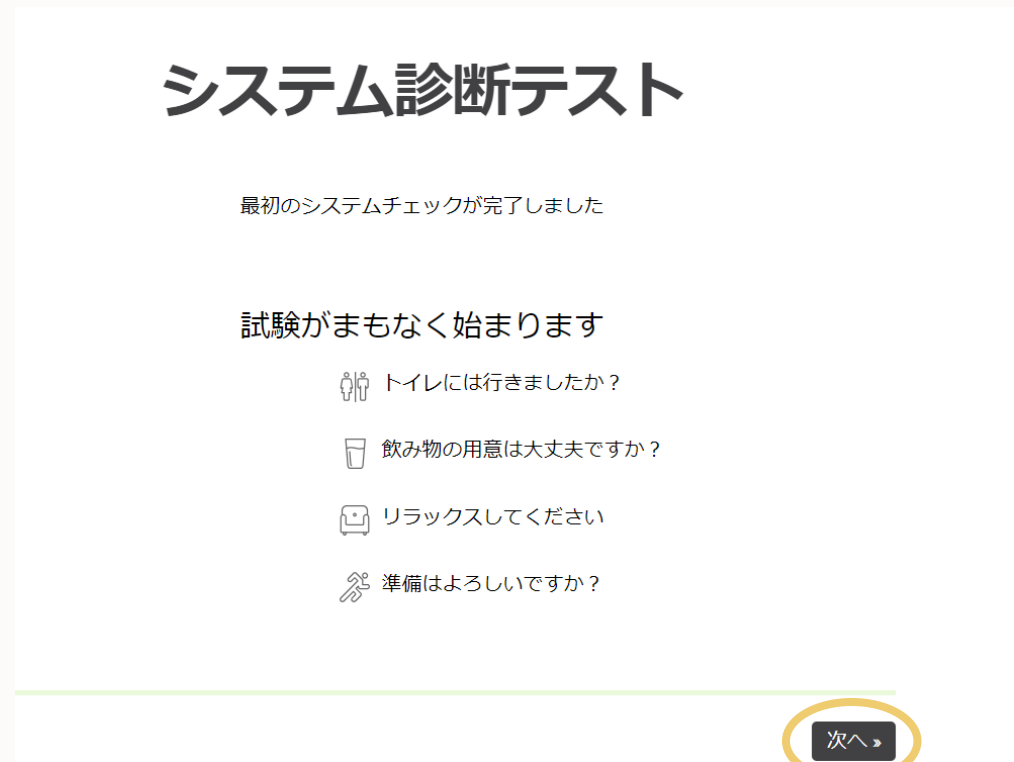 システム診断テスト
最初のシステムチェックが完了しました
試験がまもなく始まります
トイレには行きましたか？
飲み物の用意は大丈夫ですか？
リラックスしてください
準備はよろしいですか？
次へ »